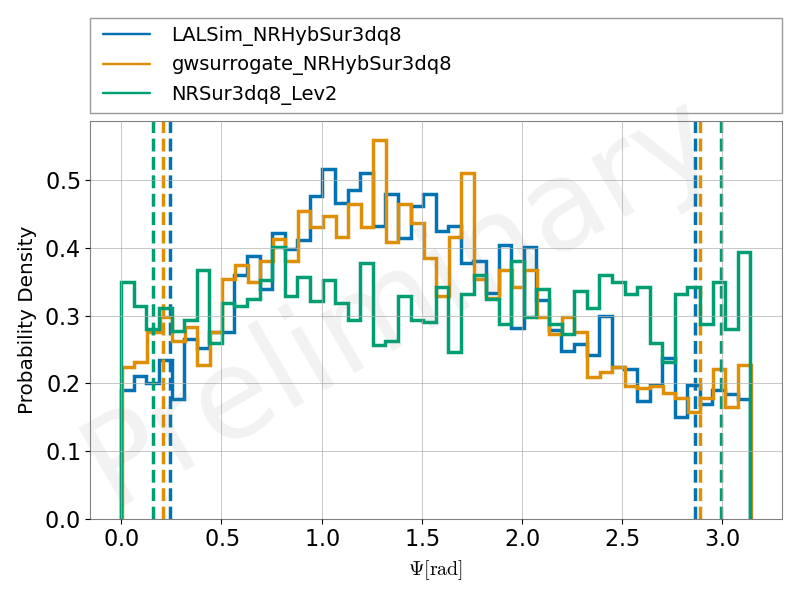 LALSim_NRHybSur3dq8
gwsurrogate_NRHybSur3dq8
NRSur3dq8_Lev2
Preliminary
Probability Density
0.5
0.4
0.3
0.2
0.1
0.0
0.0 0.5 1.0 1.5 2.0 2.5 3.0
Ψ[rad]